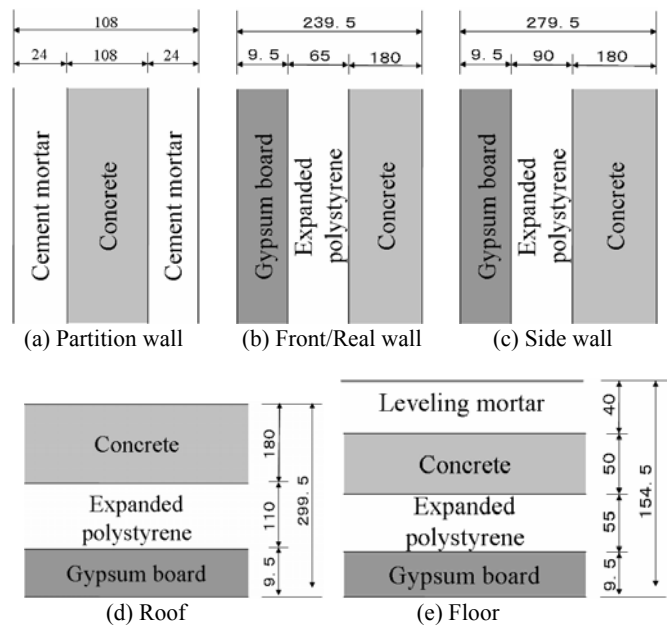 108
24 108 24
Cement mortar
Concrete
Cement mortar
(a) Partition wall
239.5
9.5 65 180
Gypsum board
Expanded
polystyrene
Concrete
(b) Front/Real wall
279.5
9.5 90 180
Gypsum board
Expanded
polystyrene
Concrete
(c) Side wall
Concrete
Expanded
polystyrene
Gypsum board
180
110
9.5
299.5
(d) Roof
Leveling mortar
Concrete
Expanded
polystyrene
Gypsum board
40
50
55
9.5
154.5
(e) Floor